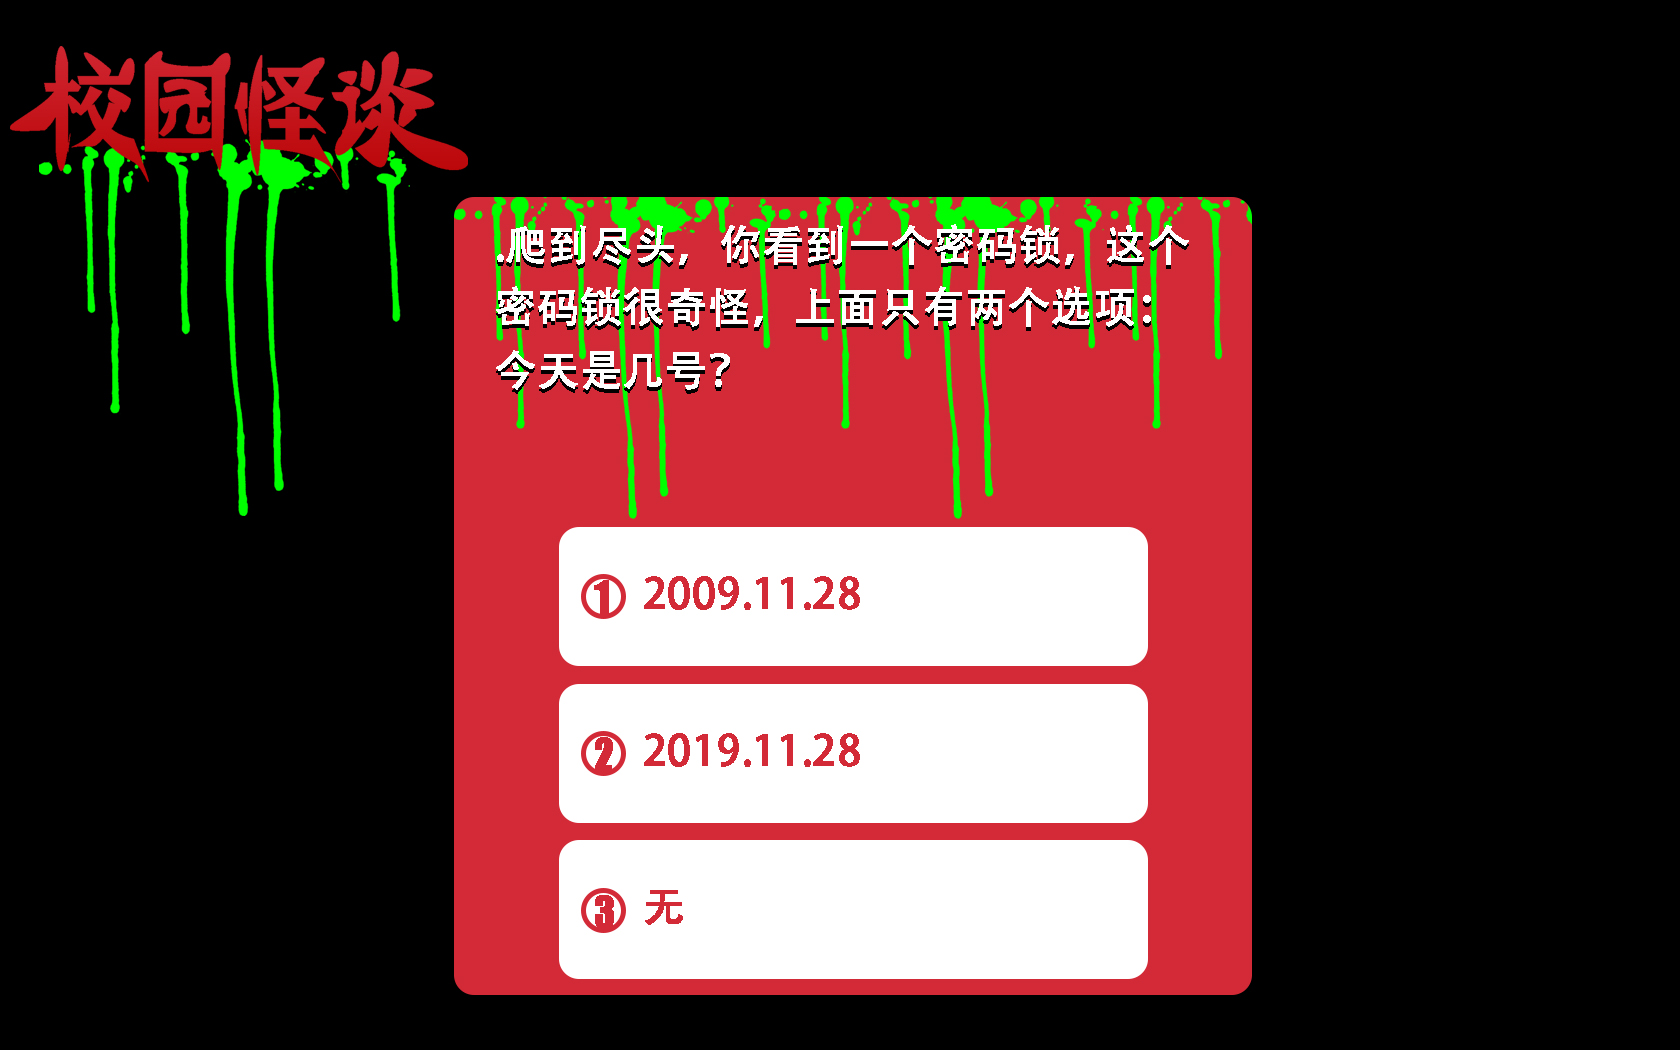 校园怪谈
.爬到尽头，你看到一个密码锁，这个
密码锁很奇怪，上面只有两个选项：
今天是几号？
① 2009.11.28
② 2019.11.28
③ 无